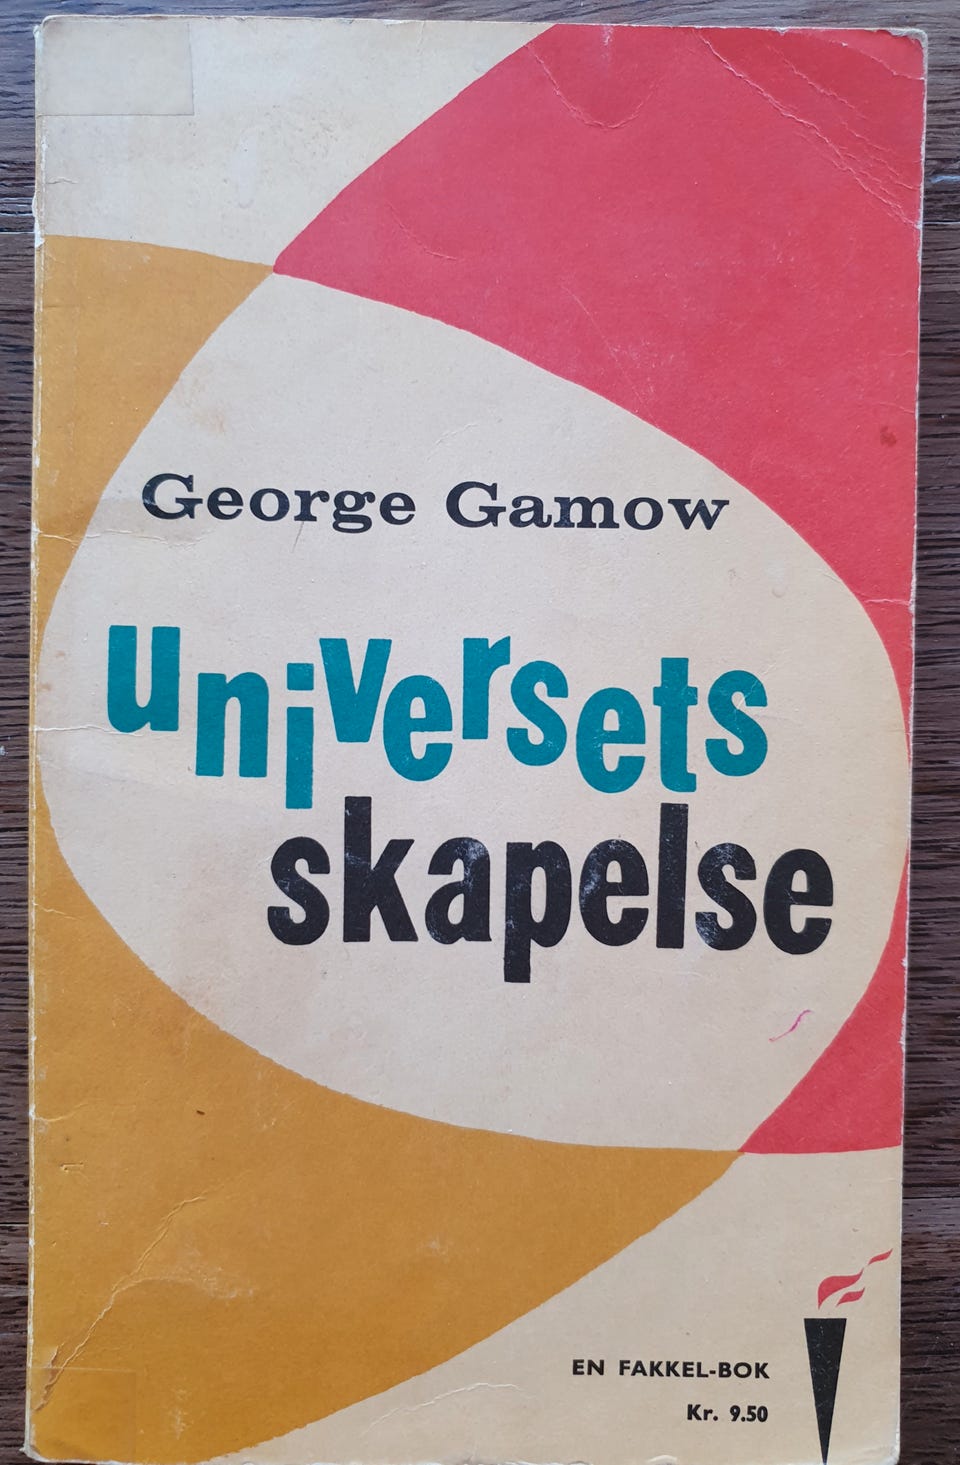 George Gamow
universets
skapelse
EN FAKKEL-BOK
Kr. 9.50